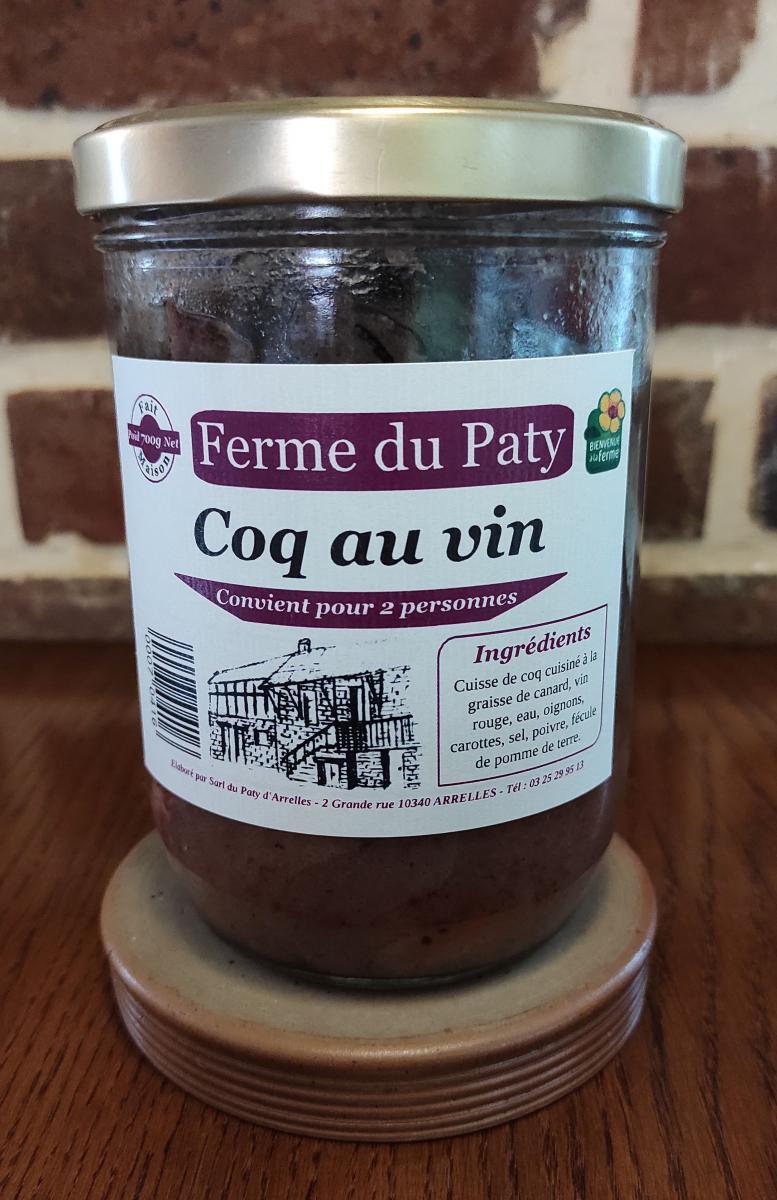 Fait
Poid 700g Net
Maison
Ferme du Paty
BIENVENUE
à la ferme
Coq au vin
Convient pour 2 personnes
Ingrédients
Cuisse de coq cuisiné à la
graisse de canard, vin
rouge, eau, oignons,
carottes, sel, poivre, fécule
de pomme de terre.
Elaboré par Sarl du Paty d'Arrelles - 2 Grande rue 10340 ARRELLES - Tél : 03 25 29 95 13